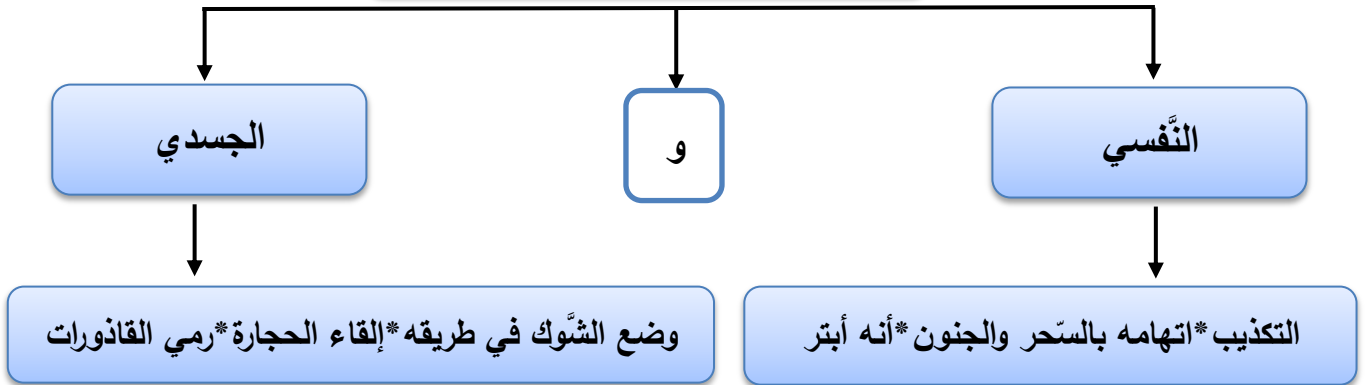 النَّفسي
و
الجسدي
التكذيب*اتهامه بالسّحر والجنون*أنه أبتر
وضع الشَّوك في طريقه*إلقاء الحجارة*رمي القاذورات